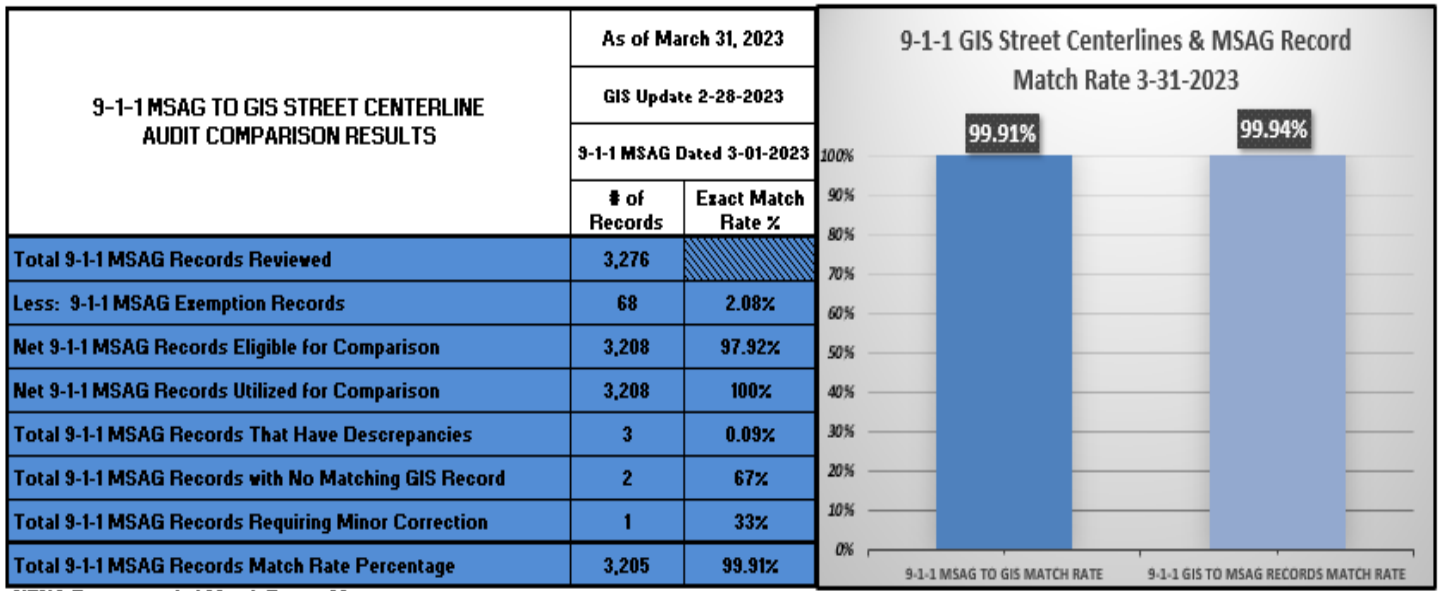 9-1-1 MSAG TO GIS STREET CENTERLINE
AUDIT COMPARISON RESULTS
As of March 31, 2023
GIS Update 2-28-2023
9-1-1 MSAG Dated 3-01-2023
# of Records
Exact Match Rate %
Total 9-1-1 MSAG Records Reviewed 3,276
Less: 9-1-1 MSAG Exemption Records 68 2.08%
Net 9-1-1 MSAG Records Eligible for Comparison 3,208 97.92%
Net 9-1-1 MSAG Records Utilized for Comparison 3,208 100%
Total 9-1-1 MSAG Records That Have Descrepancies 3 0.09%
Total 9-1-1 MSAG Records with No Matching GIS Record 2 67%
Total 9-1-1 MSAG Records Requiring Minor Correction 1 33%
Total 9-1-1 MSAG Records Match Rate Percentage 3,205 99.91%
9-1-1 GIS Street Centerlines & MSAG Record
Match Rate 3-31-2023
99.91%
99.94%
100%
90%
80%
70%
60%
50%
40%
30%
20%
10%
0%
9-1-1 MSAG TO GIS MATCH RATE
9-1-1 GIS TO MSAG RECORDS MATCH RATE